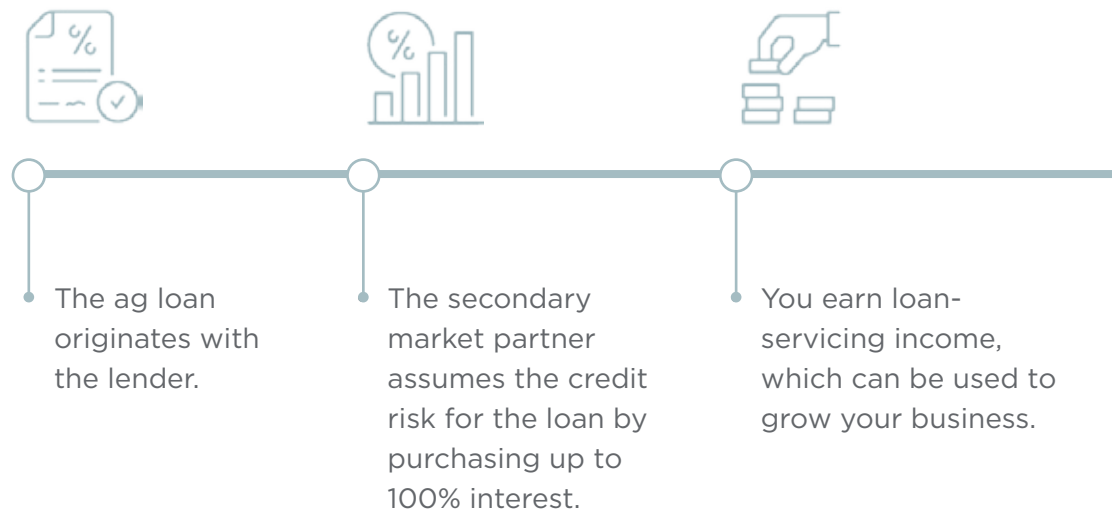 %
%
The ag loan
originates with
the lender.
The secondary
market partner
assumes the credit
risk for the loan by
purchasing up to
100% interest.
You earn loan-
servicing income,
which can be used to
grow your business.